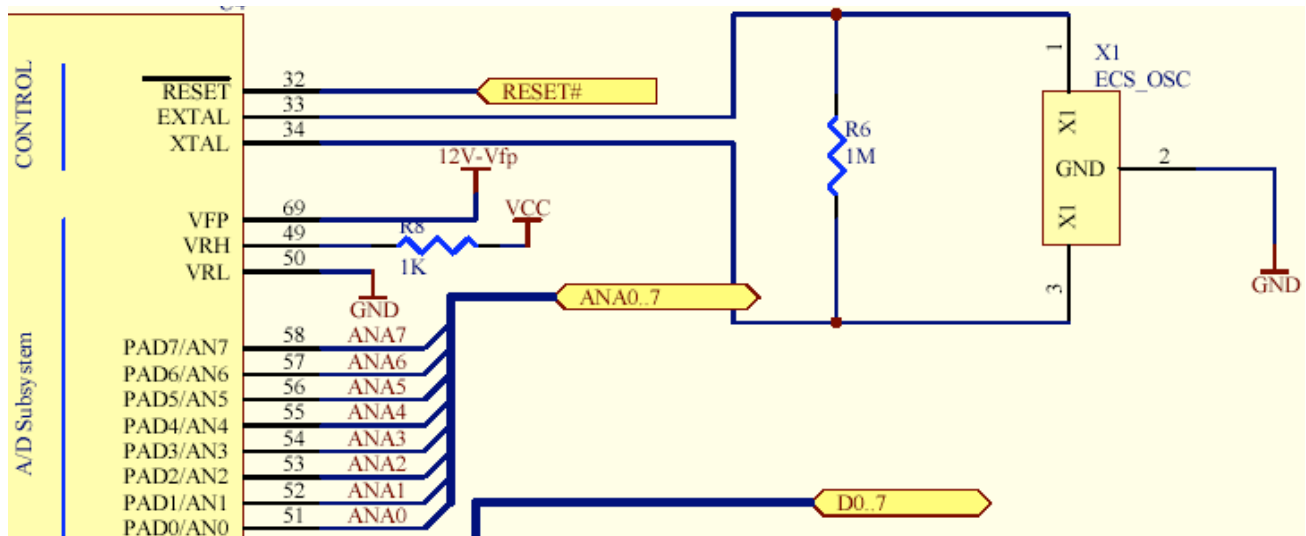 CONTROL
RESET 32 RESET#
EXTAL 33
XTAL 34
12V-Vfp
VFP 69
VRH 49 R8 1K VCC
VRL 50
GND
A/D Subsystem
PAD7/AN7 58 ANA7
PAD6/AN6 57 ANA6
PAD5/AN5 56 ANA5
PAD4/AN4 55 ANA4
PAD3/AN3 54 ANA3
PAD2/AN2 53 ANA2
PAD1/AN1 52 ANA1
PAD0/AN0 51 ANA0
ANA0..7
D0..7
R6
1M
X1
ECS_OSC
1
X1
GND 2
X1
3
GND